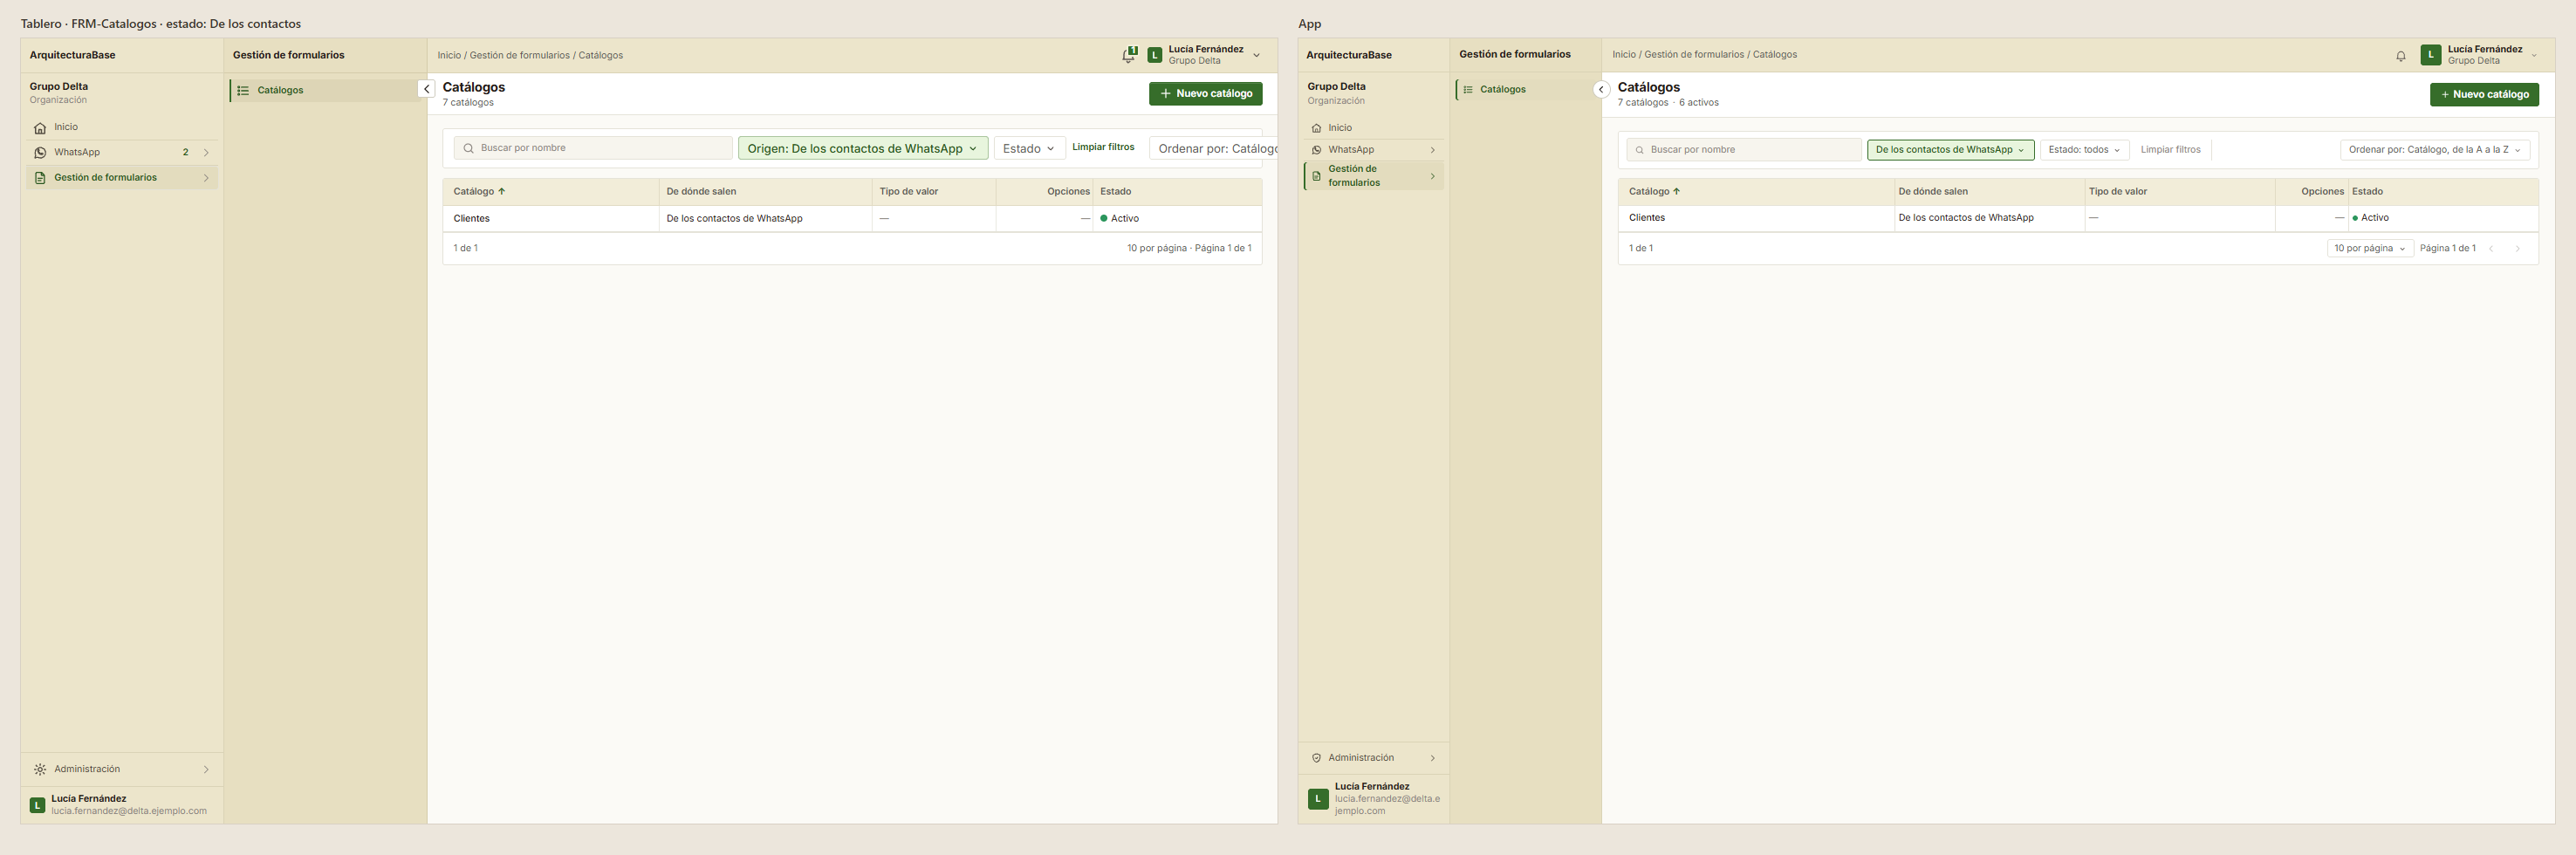 Tablero · FRM-Catalogos · estado: De los contactos
ArquitecturaBase
Gestión de formularios
Inicio / Gestión de formularios / Catálogos
1
L
Lucía Fernández
Grupo Delta
Grupo Delta
Organización
Inicio
WhatsApp
2
Gestión de formularios
Catálogos
Catálogos
7 catálogos
+ Nuevo catálogo
Buscar por nombre
Origen: De los contactos de WhatsApp
Estado
Limpiar filtros
Ordenar por: Catálogo
Catálogo ↑
De dónde salen
Tipo de valor
Opciones
Estado
Clientes
De los contactos de WhatsApp
—
—
Activo
1 de 1
10 por página · Página 1 de 1
Administración
L
Lucía Fernández
lucia.fernandez@delta.ejemplo.com
App
ArquitecturaBase
Gestión de formularios
Inicio / Gestión de formularios / Catálogos
L
Lucía Fernández
Grupo Delta
Grupo Delta
Organización
Inicio
WhatsApp
Gestión de
formularios
Catálogos
Catálogos
7 catálogos · 6 activos
+ Nuevo catálogo
Buscar por nombre
De los contactos de WhatsApp
Estado: todos
Limpiar filtros
Ordenar por: Catálogo, de la A a la Z
Catálogo ↑
De dónde salen
Tipo de valor
Opciones
Estado
Clientes
De los contactos de WhatsApp
—
—
Activo
1 de 1
10 por página
Página 1 de 1
Administración
L
Lucía Fernández
lucia.fernandez@delta.e
jemplo.com